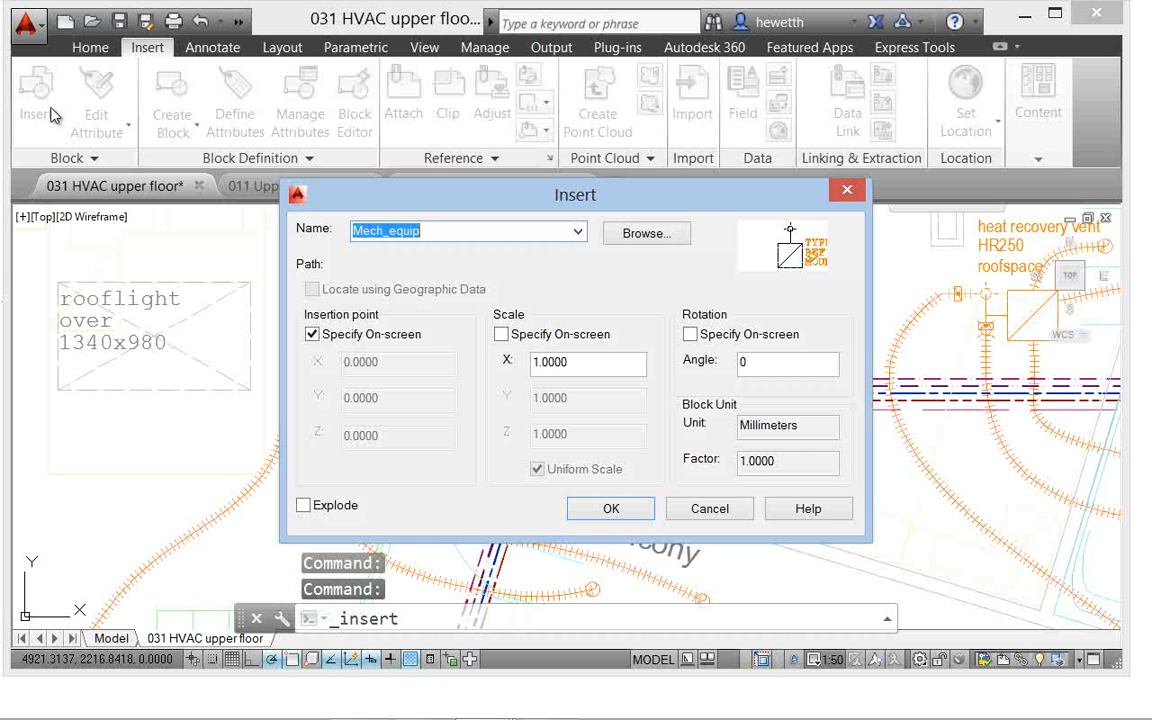 031 HVAC upper floo...
Type a keyword or phrase
hewetth
Home Insert Annotate Layout Parametric View Manage Output Plug-ins Autodesk 360 Featured Apps Express Tools
Edit Attribute
Create Block
Define Attributes
Manage Attributes
Block Editor
Attach
Clip
Adjust
Create Point Cloud
Import
Field
Data Link
Set Location
Content
Block Block Definition Reference Point Cloud Import Data Linking & Extraction Location
031 HVAC upper floor*
[+][Top][2D Wireframe]
rooflight
over
1340x980
Insert
Name: Mech_equip Browse...
Path:
Locate using Geographic Data
Insertion point
Specify On-screen
X: 0.0000
Y: 0.0000
Z: 0.0000
Scale
Specify On-screen
X: 1.0000
Y 1.0000
Z 1.0000
Uniform Scale
Rotation
Specify On-screen
Angle: 0
Block Unit
Unit: Millimeters
Factor: 1.0000
Explode
OK Cancel Help
heat recovery vent
HR250
roofspace
TOP
WCS
Command:
Command:
_insert
Y
X
Model 031 HVAC upper floor
4921.3137, 2216.8418, 0.0000
MODEL
1:50